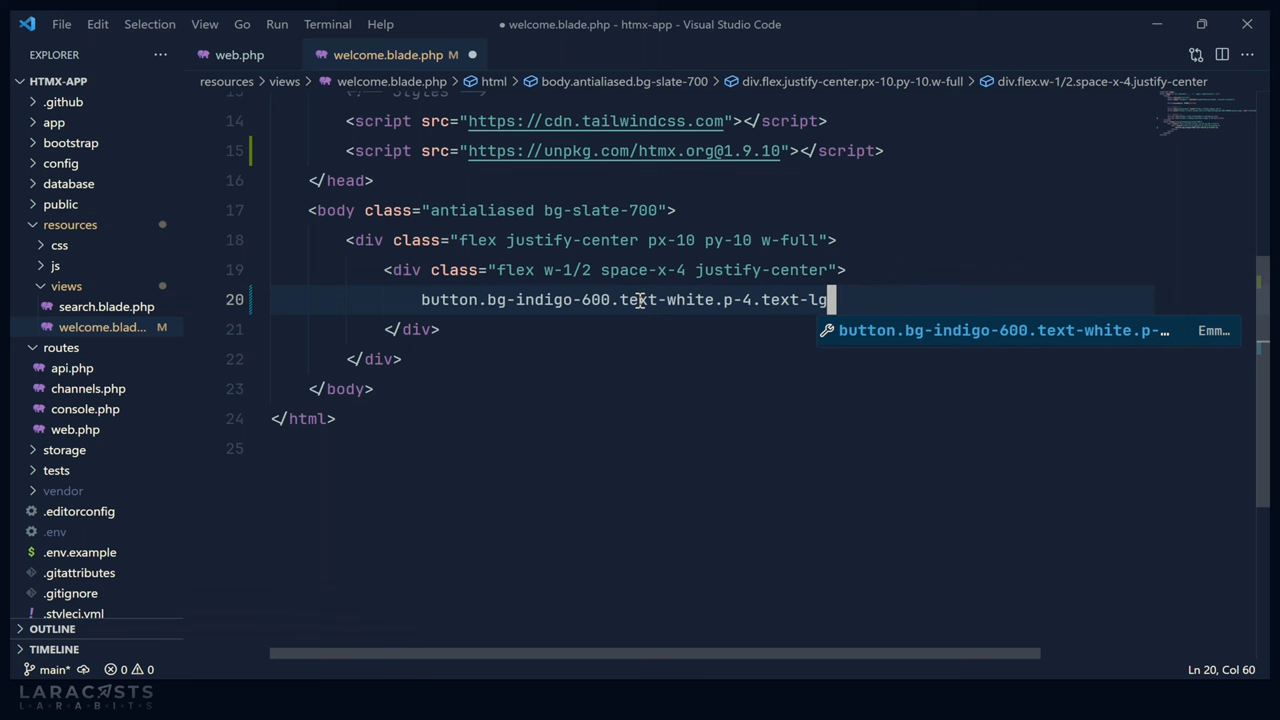 File Edit Selection View Go Run Terminal Help
● welcome.blade.php - htmx-app - Visual Studio Code
EXPLORER ···
web.php
welcome.blade.php M ●
resources > views > welcome.blade.php > html > body.antialiased.bg-slate-700 > div.flex.justify-center.px-10.py-10.w-full > div.flex.w-1/2.space-x-4.justify-center
HTMX-APP
.github
app
bootstrap
config
database
public
resources
css
js
views
search.blade.php
welcome.blad... M
routes
api.php
channels.php
console.php
web.php
storage
tests
vendor
.editorconfig
.env
$ .env.example
.gitattributes
.gitignore
! .styleci.yml
OUTLINE
TIMELINE
14 <script src="https://cdn.tailwindcss.com"></script>
15 <script src="https://unpkg.com/htmx.org@1.9.10"></script>
16 </head>
17 <body class="antialiased bg-slate-700">
18 <div class="flex justify-center px-10 py-10 w-full">
19 <div class="flex w-1/2 space-x-4 justify-center">
20 button.bg-indigo-600.text-white.p-4.text-lg
button.bg-indigo-600.text-white.p-… Emm…
21 </div>
22 </div>
23 </body>
24 </html>
25
main* 0 0
Ln 20, Col 60
LARACASTS
LARABITS